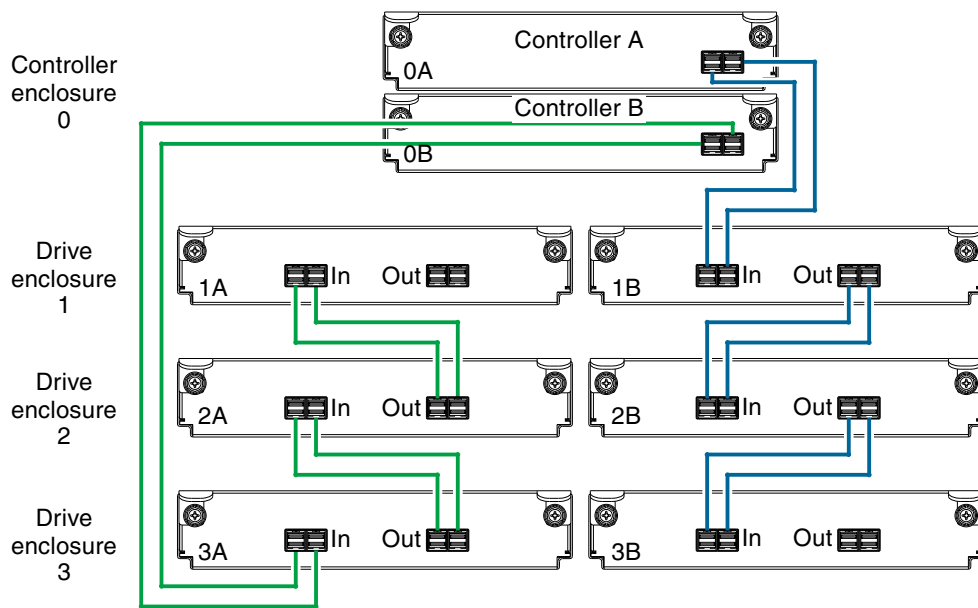 Controller
enclosure
0
Controller A
0A
Controller B
0B
Drive
enclosure
1
1A
In
Out
1B
In
Out
Drive
enclosure
2
2A
In
Out
2B
In
Out
Drive
enclosure
3
3A
In
Out
3B
In
Out